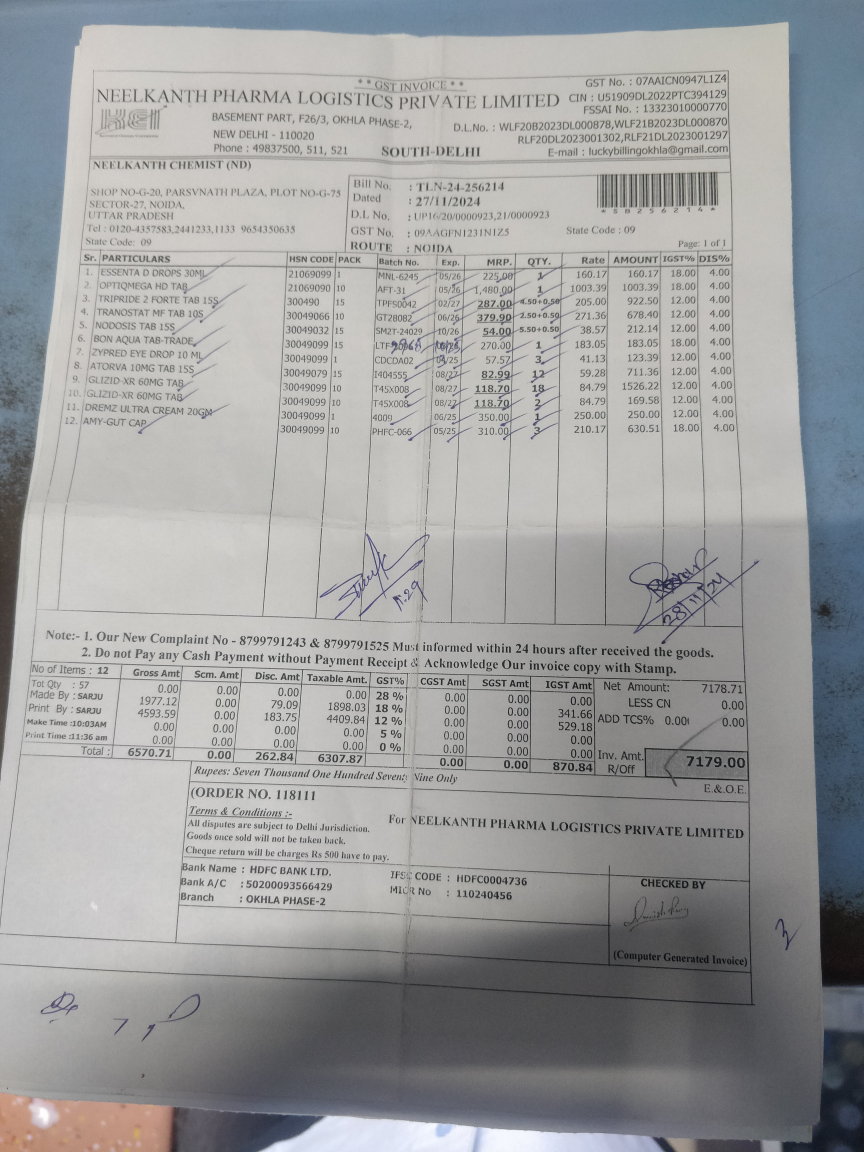 * * GST INVOICE * *
GST No. : 07AAICN0947L1Z4
NEELKANTH PHARMA LOGISTICS PRIVATE LIMITED
CIN : U51909DL2022PTC394129
FSSAI No. : 13323010000770
BASEMENT PART, F26/3, OKHLA PHASE-2,
D.L.No. : WLF20B2023DL000878,WLF21B2023DL000870
NEW DELHI - 110020
RLF20DL2023001302,RLF21DL2023001297
Phone : 49837500, 511, 521
SOUTH-DELHI
E-mail : luckybillingokhla@gmail.com
NEELKANTH CHEMIST (ND)
SHOP NO-G-20, PARSVNATH PLAZA, PLOT NO-G-75
SECTOR-27, NOIDA,
UTTAR PRADESH
Tel : 0120-4357583,2441233,1133 9654350635
State Code: 09
Bill No. : TLN-24-256214
Dated : 27/11/2024
D.L No. : UP16/20/0000923,21/0000923
GST No. : 09AAGFN1231N1Z5 State Code : 09
ROUTE : NOIDA
* S B 2 5 6 2 1 4 *
Page: 1 of 1
Sr. PARTICULARS HSN CODE PACK Batch No. Exp. MRP. QTY. Rate AMOUNT IGST% DIS%
1. ESSENTA D DROPS 30ML 21069099 1 MNL-6245 05/26 225.00 1 160.17 160.17 18.00 4.00
2. OPTIQMEGA HD TAB 21069090 10 AFT-31 05/26 1,480.00 1 1003.39 1003.39 18.00 4.00
3. TRIPRIDE 2 FORTE TAB 15S 300490 15 TPF50042 02/27 287.00 4.50+0.50 205.00 922.50 12.00 4.00
4. TRANOSTAT MF TAB 10S 30049066 10 GT28082 06/26 379.90 2.50+0.50 271.36 678.40 12.00 4.00
5. NODOSIS TAB 15S 30049032 15 SM2T-24029 10/26 54.00 5.50+0.50 38.57 212.14 12.00 4.00
6. BON AQUA TAB-TRADE 30049099 15 270.00 1 183.05 183.05 18.00 4.00
7. ZYPRED EYE DROP 10 ML 30049099 1 CDCDA02 57.57 3 41.13 123.39 12.00 4.00
8. ATORVA 10MG TAB 15S 30049079 15 I404555 08/27 82.99 12 59.28 711.36 12.00 4.00
9. GLIZID-XR 60MG TAB 30049099 10 T45X008 08/27 118.70 18 84.79 1526.22 12.00 4.00
10. GLIZID-XR 60MG TAB 30049099 10 T45X008 08/27 118.70 2 84.79 169.58 12.00 4.00
11. DREMZ ULTRA CREAM 20GM 30049099 1 4009 06/25 350.00 1 250.00 250.00 12.00 4.00
12. AMY-GUT CAP 30049099 10 PHFC-066 05/25 310.00 3 210.17 630.51 18.00 4.00
11:29
28/11/24
Note:- 1. Our New Complaint No - 8799791243 & 8799791525 Must informed within 24 hours after received the goods.
2. Do not Pay any Cash Payment without Payment Receipt & Acknowledge Our invoice copy with Stamp.
No of Items : 12 Gross Amt Scm. Amt Disc. Amt Taxable Amt. GST% CGST Amt SGST Amt IGST Amt Net Amount: 7178.71
Tot Qty : 57 0.00 0.00 0.00 0.00 28 % 0.00 0.00 0.00 LESS CN 0.00
Made By : SARJU 1977.12 0.00 79.09 1898.03 18 % 0.00 0.00 341.66 ADD TCS% 0.00 0.00
Print By : SARJU 4593.59 0.00 183.75 4409.84 12 % 0.00 0.00 529.18
Make Time :10:03AM 0.00 0.00 0.00 0.00 5 % 0.00 0.00 0.00
Print Time :11:36 am 0.00 0.00 0.00 0.00 0 % 0.00 0.00 0.00
Total : 6570.71 0.00 262.84 6307.87 0.00 0.00 870.84 Inv. Amt. R/Off 7179.00
Rupees: Seven Thousand One Hundred Seventy Nine Only
E.&.O.E.
(ORDER NO. 118111
Terms & Conditions :-
All disputes are subject to Delhi Jurisdiction.
Goods once sold will not be taken back.
Cheque return will be charges Rs 500 have to pay.
For NEELKANTH PHARMA LOGISTICS PRIVATE LIMITED
Bank Name : HDFC BANK LTD. IFSC CODE : HDFC0004736
Bank A/C : 50200093566429 MICR No : 110240456
Branch : OKHLA PHASE-2
CHECKED BY
(Computer Generated Invoice)
3